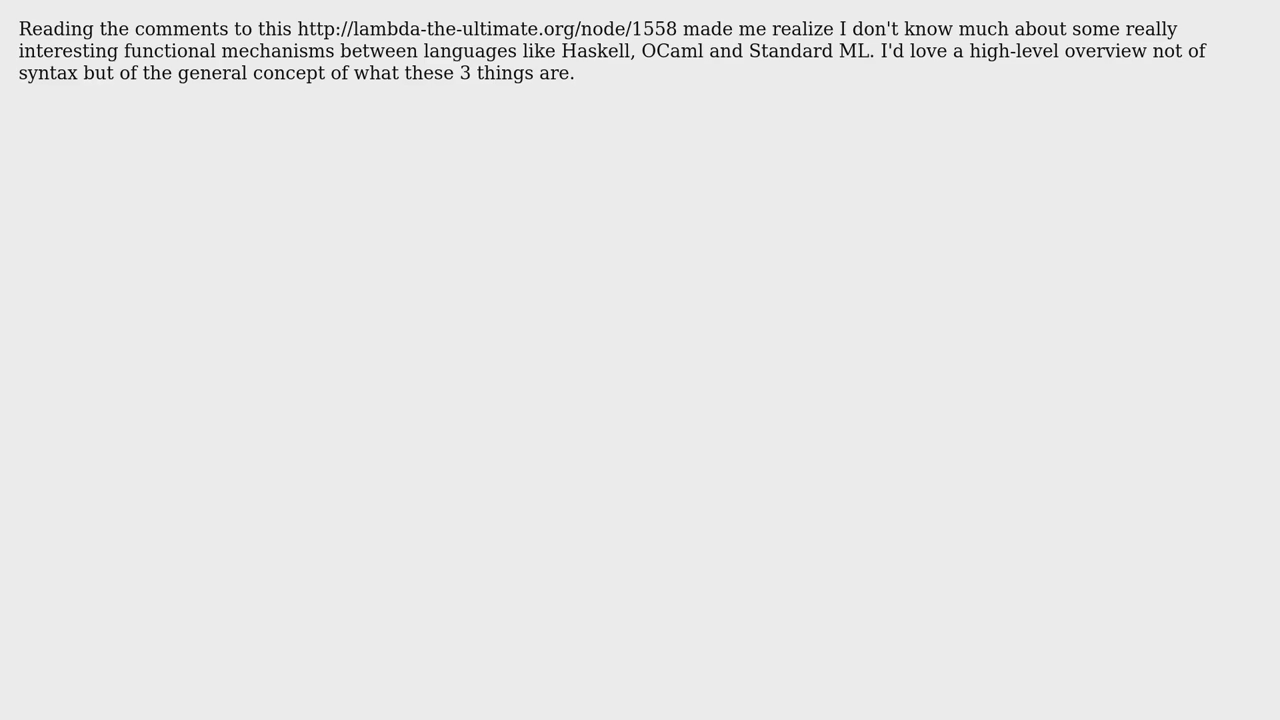 Reading the comments to this http://lambda-the-ultimate.org/node/1558 made me realize I don't know much about some really
interesting functional mechanisms between languages like Haskell, OCaml and Standard ML. I'd love a high-level overview not of
syntax but of the general concept of what these 3 things are.